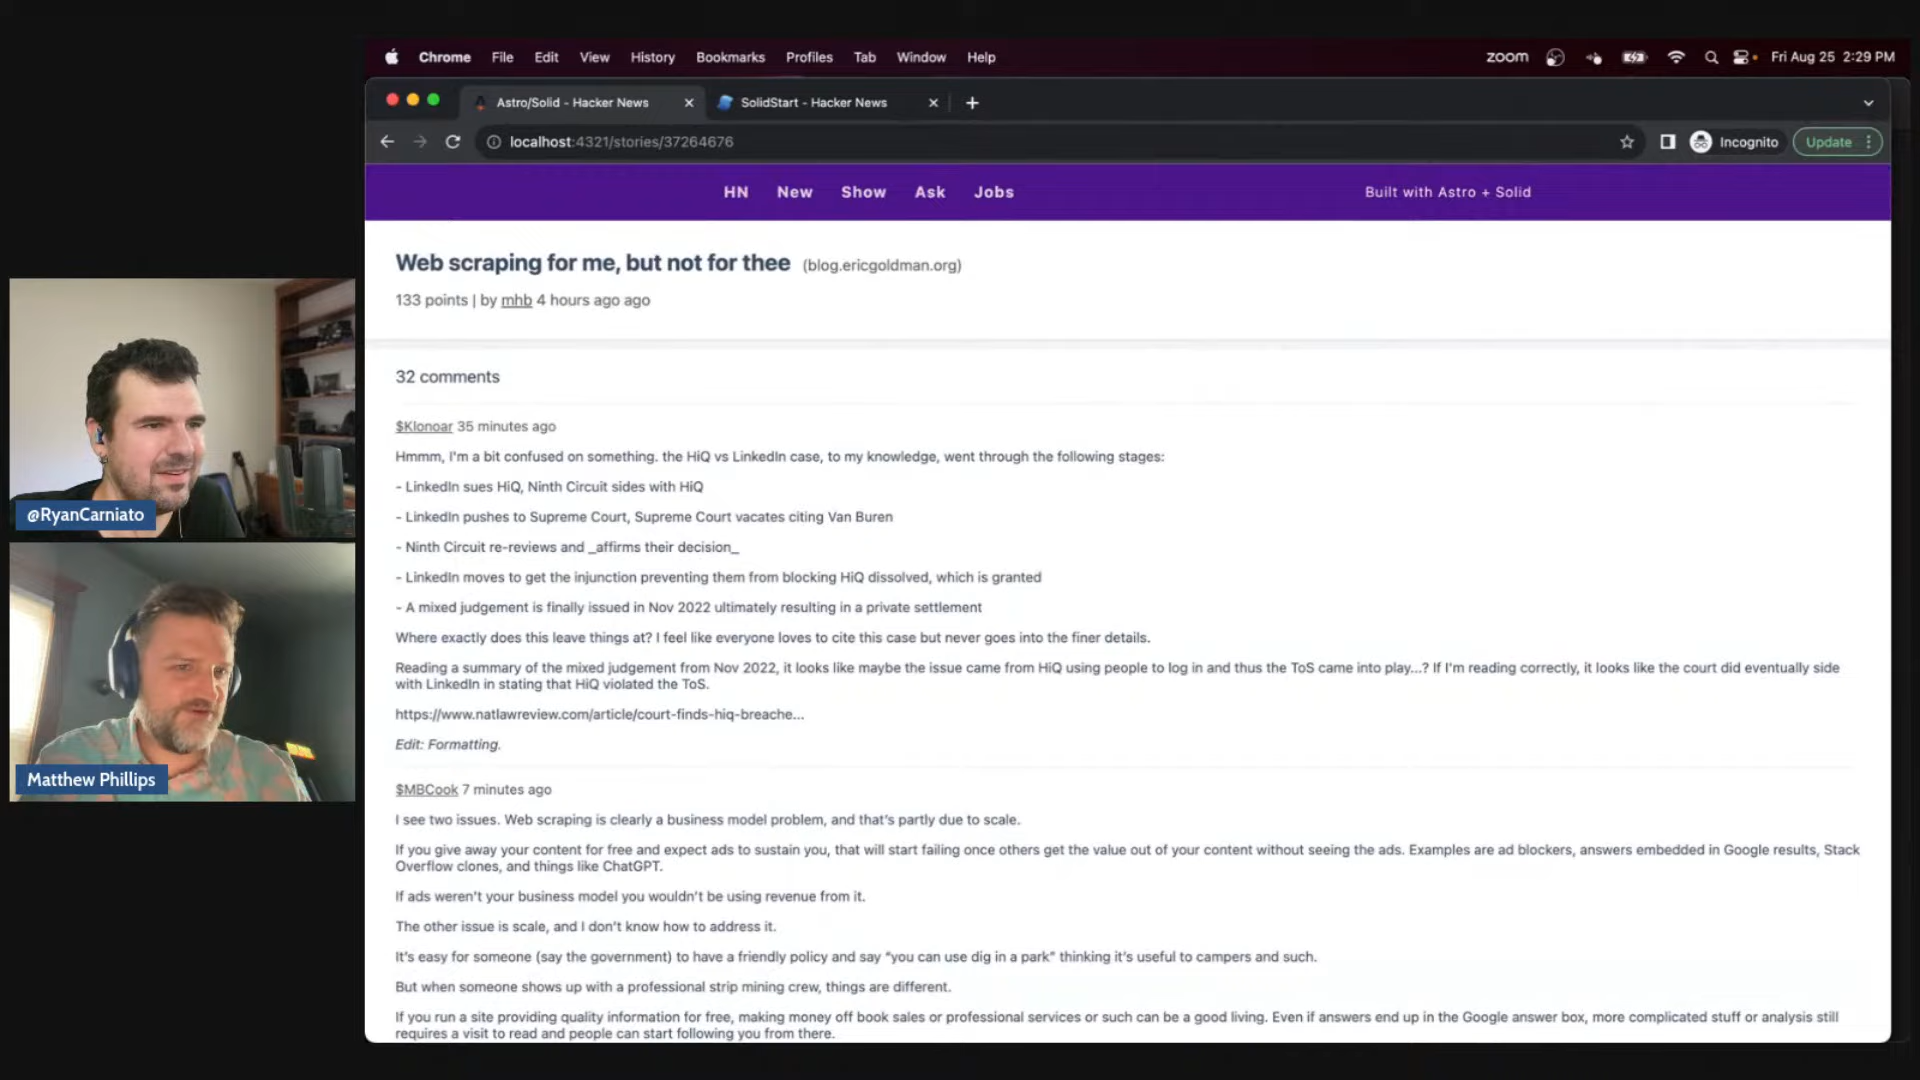 Chrome File Edit View History Bookmarks Profiles Tab Window Help zoom Fri Aug 25 2:29 PM
Astro/Solid - Hacker News SolidStart - Hacker News
localhost:4321/stories/37264676 Incognito Update
HN New Show Ask Jobs Built with Astro + Solid
Web scraping for me, but not for thee (blog.ericgoldman.org)
133 points | by mhb 4 hours ago ago
32 comments
$Klonoar 35 minutes ago
Hmmm, I'm a bit confused on something. the HiQ vs LinkedIn case, to my knowledge, went through the following stages:
- LinkedIn sues HiQ, Ninth Circuit sides with HiQ
- LinkedIn pushes to Supreme Court, Supreme Court vacates citing Van Buren
- Ninth Circuit re-reviews and _affirms their decision_
- LinkedIn moves to get the injunction preventing them from blocking HiQ dissolved, which is granted
- A mixed judgement is finally issued in Nov 2022 ultimately resulting in a private settlement
Where exactly does this leave things at? I feel like everyone loves to cite this case but never goes into the finer details.
Reading a summary of the mixed judgement from Nov 2022, it looks like maybe the issue came from HiQ using people to log in and thus the ToS came into play...? If I'm reading correctly, it looks like the court did eventually side
with LinkedIn in stating that HiQ violated the ToS.
https://www.natlawreview.com/article/court-finds-hiq-breache...
Edit: Formatting.
$MBCook 7 minutes ago
I see two issues. Web scraping is clearly a business model problem, and that's partly due to scale.
If you give away your content for free and expect ads to sustain you, that will start failing once others get the value out of your content without seeing the ads. Examples are ad blockers, answers embedded in Google results, Stack
Overflow clones, and things like ChatGPT.
If ads weren't your business model you wouldn't be using revenue from it.
The other issue is scale, and I don't know how to address it.
It's easy for someone (say the government) to have a friendly policy and say "you can use dig in a park" thinking it's useful to campers and such.
But when someone shows up with a professional strip mining crew, things are different.
If you run a site providing quality information for free, making money off book sales or professional services or such can be a good living. Even if answers end up in the Google answer box, more complicated stuff or analysis still
requires a visit to read and people can start following you from there.
@RyanCarniato
Matthew Phillips